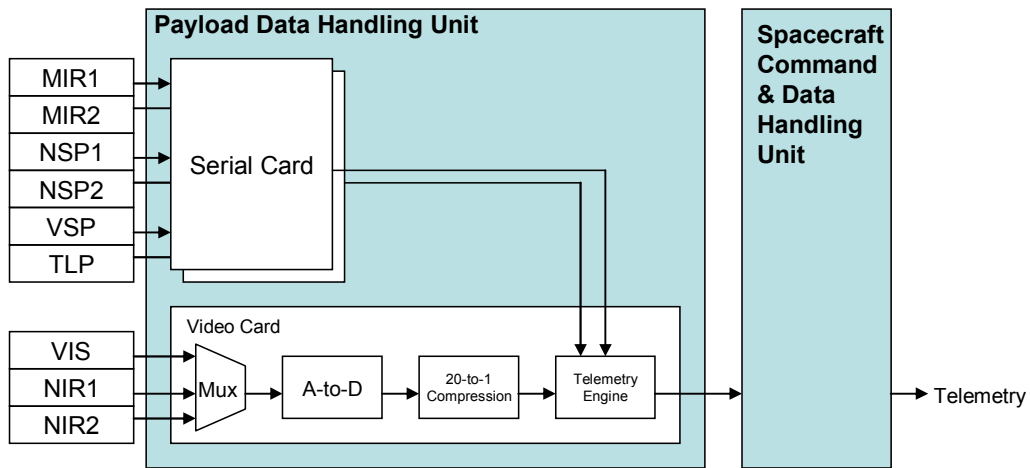 Payload Data Handling Unit
Spacecraft
Command
& Data
Handling
Unit
MIR1
MIR2
NSP1
NSP2
VSP
TLP
Serial Card
Video Card
VIS
NIR1
NIR2
Mux
A-to-D
20-to-1
Compression
Telemetry
Engine
Telemetry